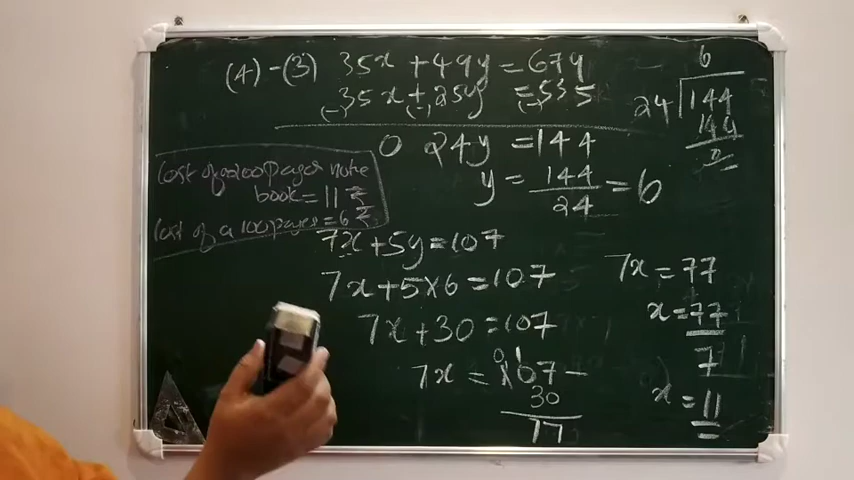 (4)-(3) 35x + 49y = 679
35x + 25y = 535
(-) (-) (-)
0 24y = 144
y = 144/24 = 6
6
24)144
144
0
Cost of a 200 pages note
book = 11 ₹
Cost of a 100 pages = 6 ₹
7x + 5y = 107
7x + 5 × 6 = 107
7x + 30 = 107
7x = 107 -
30
77
7x = 77
x = 77/7
x = 11